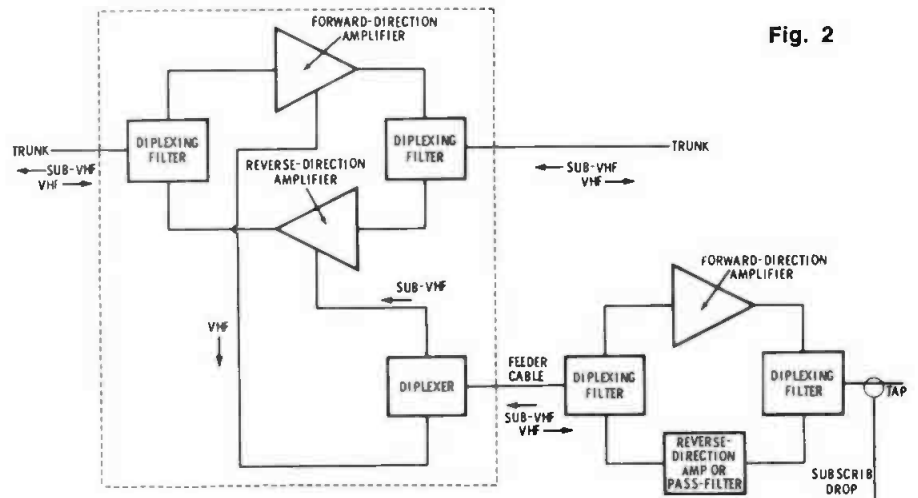 FORWARD-DIRECTION
AMPLIFIER
Fig. 2
DIPLEXING
FILTER
DIPLEXING
FILTER
TRUNK
SUB-VHF
VHF
REVERSE-DIRECTION
AMPLIFIER
TRUNK
SUB-VHF
VHF
FORWARD-DIRECTION
AMPLIFIER
SUB-VHF
VHF
DIPLEXER
FEEDER
CABLE
SUB-VHF
VHF
DIPLEXING
FILTER
DIPLEXING
FILTER
TAP
REVERSE-
DIRECTION
AMP OR
PASS-FILTER
SUBSCRIB
DROP